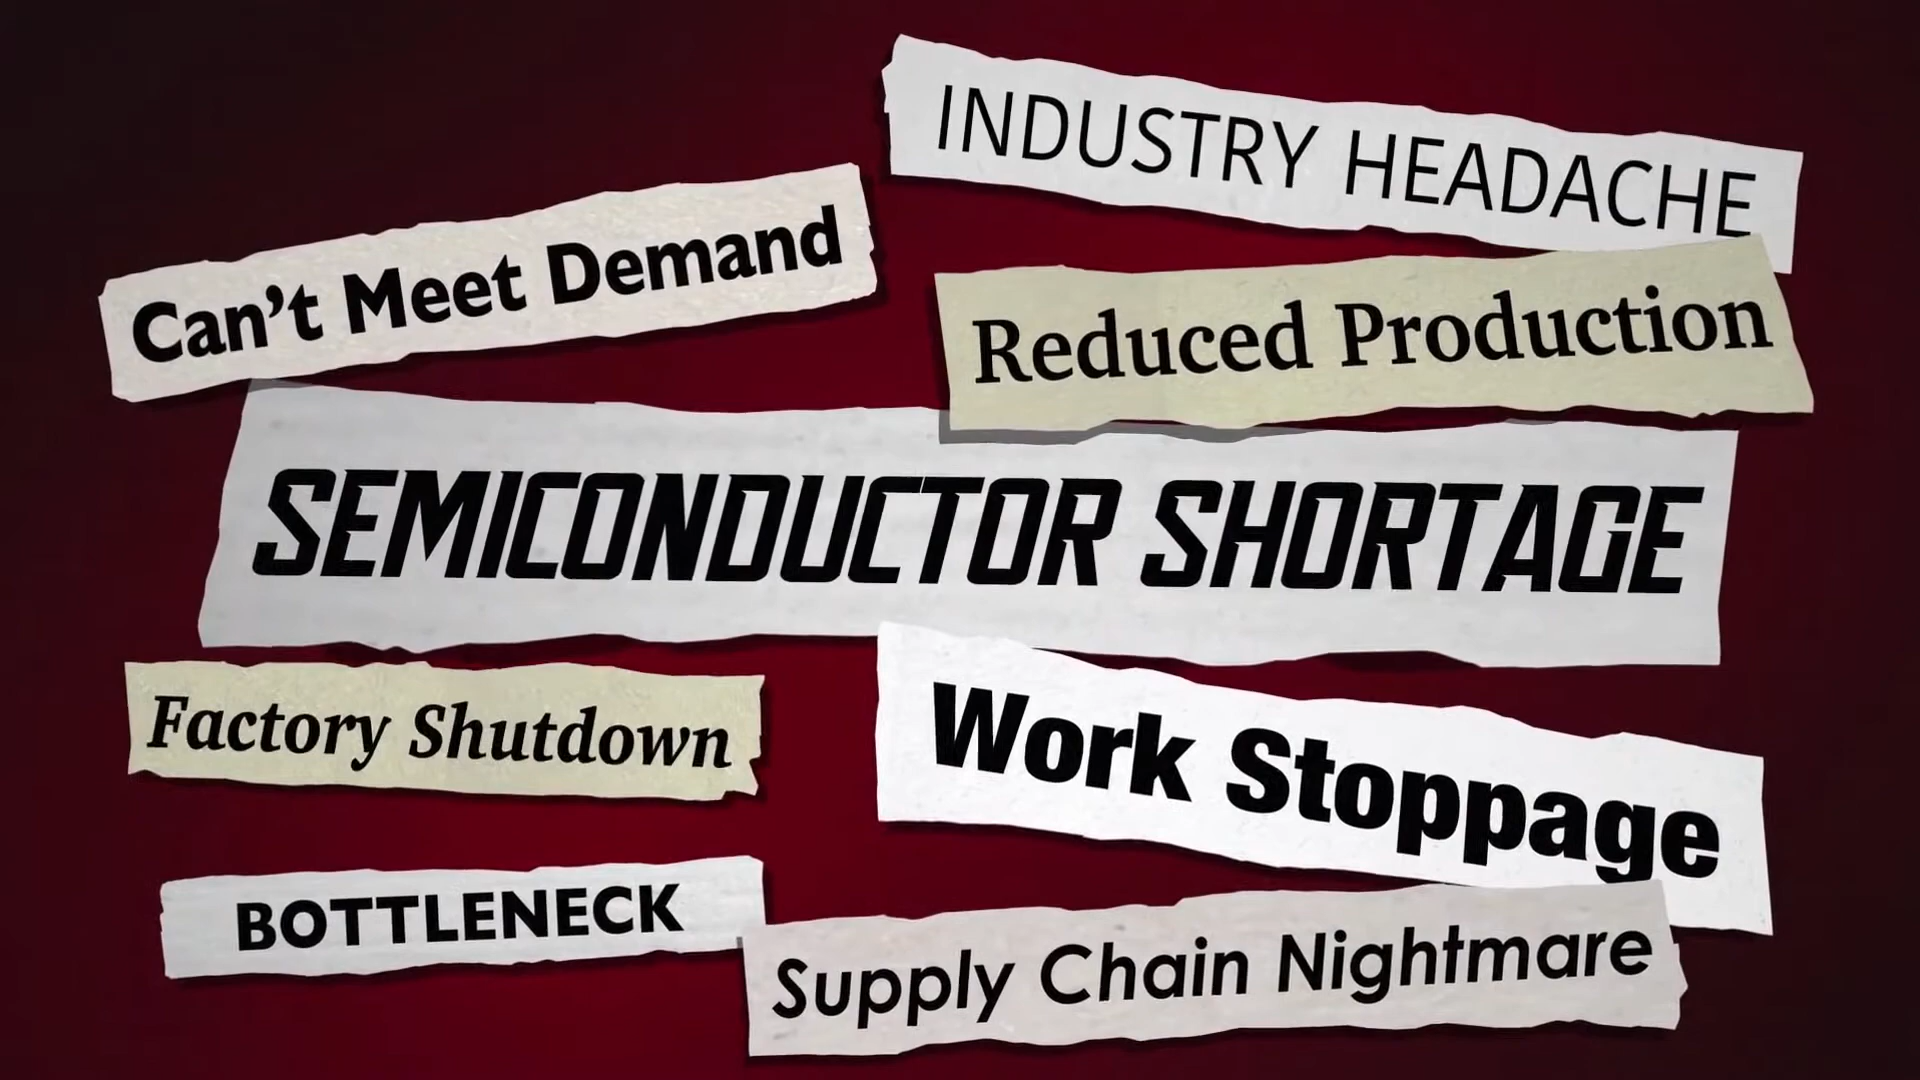 INDUSTRY HEADACHE
Can't Meet Demand
Reduced Production
SEMICONDUCTOR SHORTAGE
Factory Shutdown
Work Stoppage
BOTTLENECK
Supply Chain Nightmare